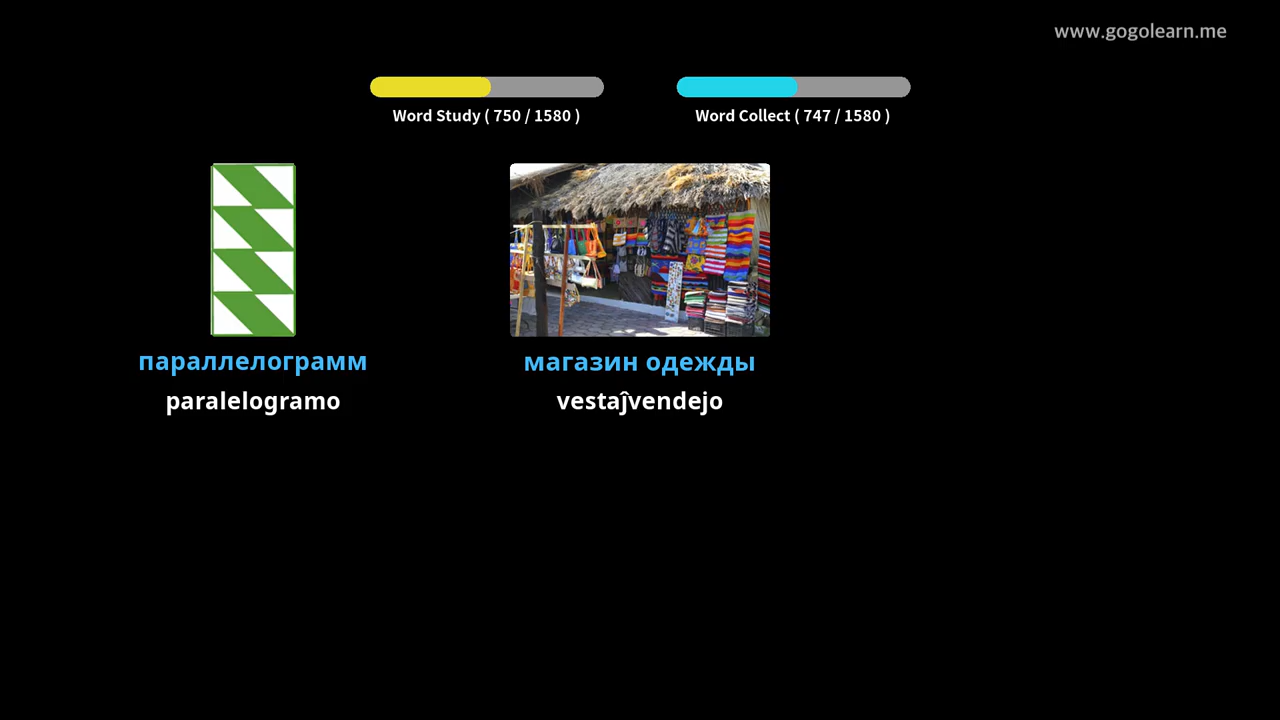 www.gogolearn.me
Word Study ( 750 / 1580 )
Word Collect ( 747 / 1580 )
параллелограмм
paralelogramo
магазин одежды
vestaĵvendejo